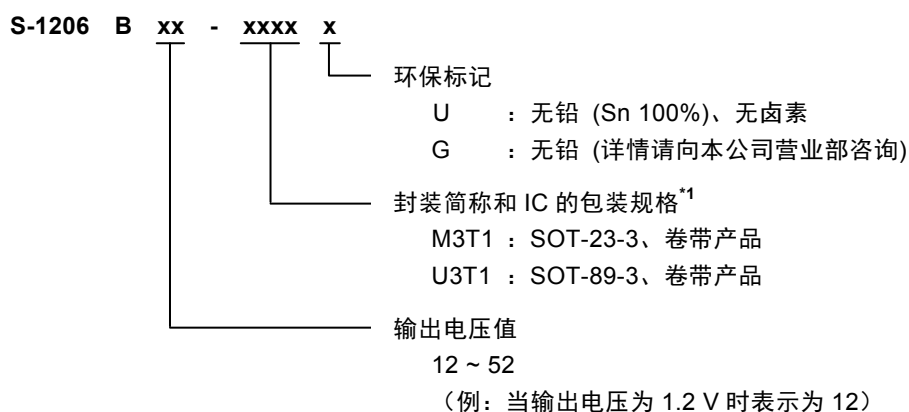 S-1206 B xx - xxxx x
环保标记
U : 无铅 (Sn 100%)、无卤素
G : 无铅 (详情请向本公司营业部咨询)
封装简称和 IC 的包装规格*1
M3T1 : SOT-23-3、卷带产品
U3T1 : SOT-89-3、卷带产品
输出电压值
12 ~ 52
（例：当输出电压为 1.2 V 时表示为 12）